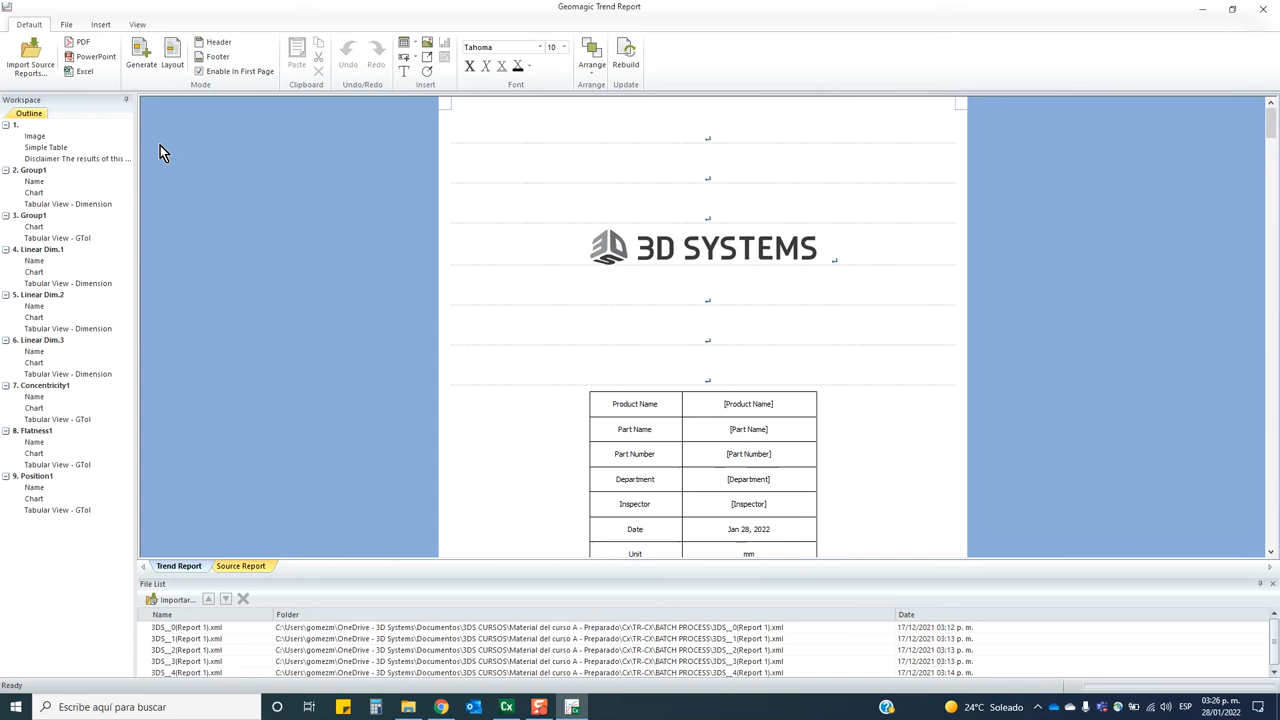 Geomagic Trend Report
Default File Insert View
Import Source Reports...
PDF
PowerPoint
Excel
Generate
Layout
Header
Footer
Enable In First Page
Mode
Paste
Clipboard
Undo
Redo
Undo/Redo
Insert
Tahoma 10
Font
Arrange
Arrange
Rebuild
Update
Workspace
Outline
1.
Image
Simple Table
Disclaimer The results of this ...
2. Group1
Name
Chart
Tabular View - Dimension
3. Group1
Chart
Tabular View - GTol
4. Linear Dim.1
Name
Chart
Tabular View - Dimension
5. Linear Dim.2
Name
Chart
Tabular View - Dimension
6. Linear Dim.3
Name
Chart
Tabular View - Dimension
7. Concentricity1
Name
Chart
Tabular View - GTol
8. Flatness1
Name
Chart
Tabular View - GTol
9. Position1
Name
Chart
Tabular View - GTol
3D SYSTEMS
Product Name [Product Name]
Part Name [Part Name]
Part Number [Part Number]
Department [Department]
Inspector [Inspector]
Date Jan 28, 2022
Unit mm
Trend Report Source Report
File List
Importar...
Name Folder Date
3DS__0(Report 1).xml C:\Users\gomezm\OneDrive - 3D Systems\Documentos\3DS CURSOS\Material del curso A - Preparado\Cx\TR-CX\BATCH PROCESS\3DS__0(Report 1).xml 17/12/2021 03:12 p. m.
3DS__1(Report 1).xml C:\Users\gomezm\OneDrive - 3D Systems\Documentos\3DS CURSOS\Material del curso A - Preparado\Cx\TR-CX\BATCH PROCESS\3DS__1(Report 1).xml 17/12/2021 03:13 p. m.
3DS__2(Report 1).xml C:\Users\gomezm\OneDrive - 3D Systems\Documentos\3DS CURSOS\Material del curso A - Preparado\Cx\TR-CX\BATCH PROCESS\3DS__2(Report 1).xml 17/12/2021 03:13 p. m.
3DS__3(Report 1).xml C:\Users\gomezm\OneDrive - 3D Systems\Documentos\3DS CURSOS\Material del curso A - Preparado\Cx\TR-CX\BATCH PROCESS\3DS__3(Report 1).xml 17/12/2021 03:13 p. m.
3DS__4(Report 1).xml C:\Users\gomezm\OneDrive - 3D Systems\Documentos\3DS CURSOS\Material del curso A - Preparado\Cx\TR-CX\BATCH PROCESS\3DS__4(Report 1).xml 17/12/2021 03:14 p. m.
Ready
Escribe aquí para buscar
24°C Soleado
ESP
03:26 p. m.
28/01/2022